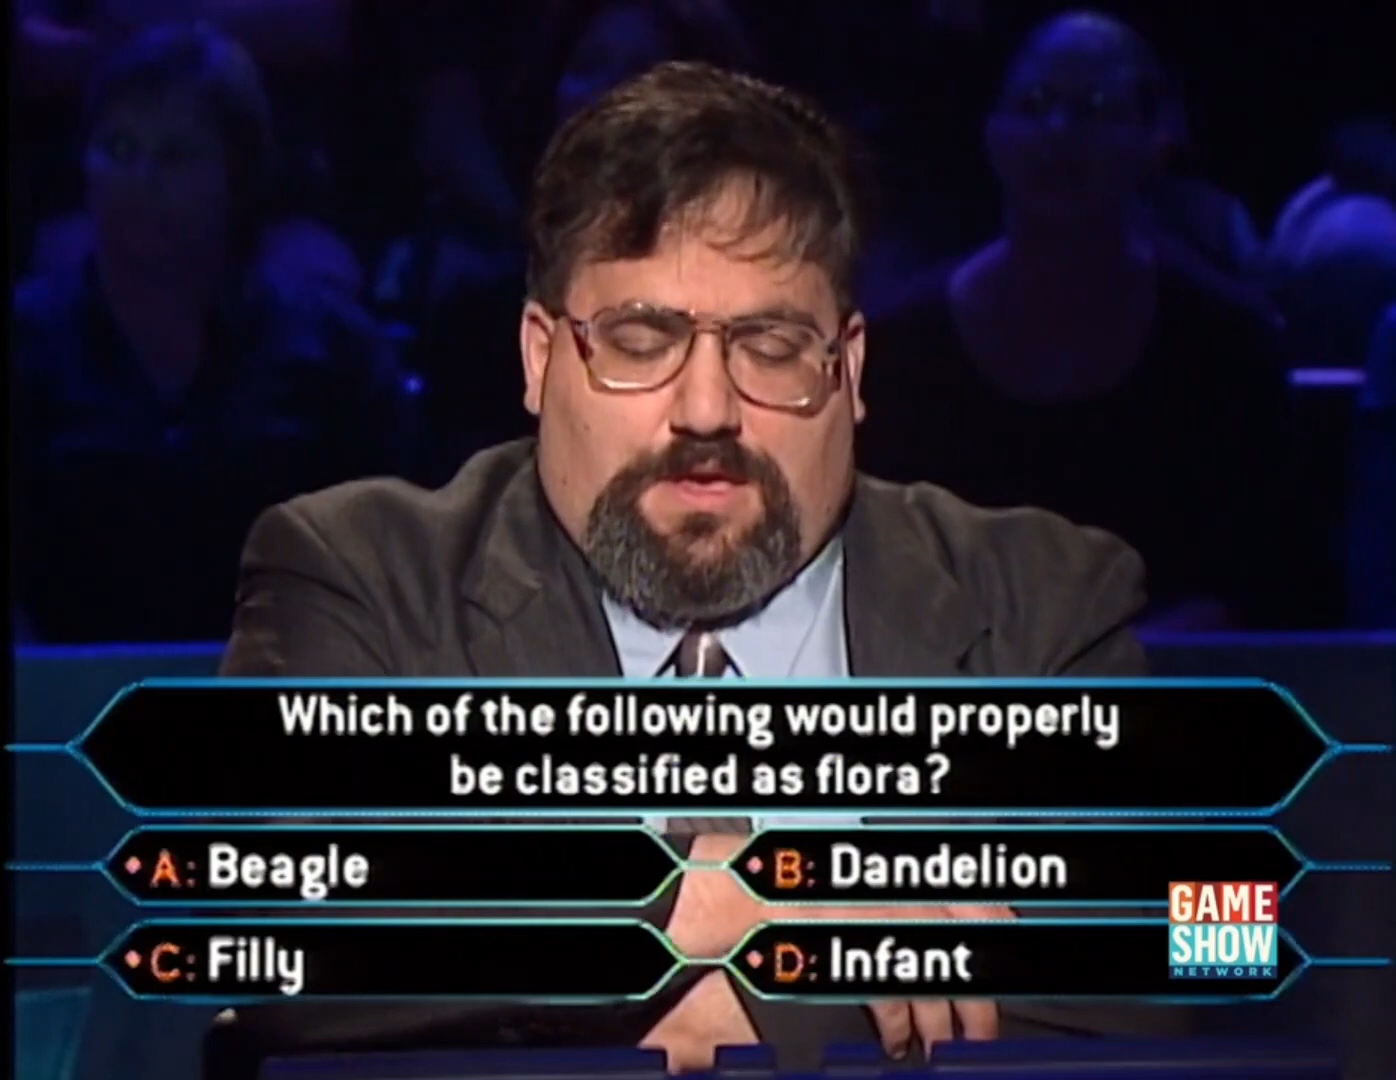 Which of the following would properly
be classified as flora?
A: Beagle
B: Dandelion
C: Filly
D: Infant
GAME
SHOW
NETWORK